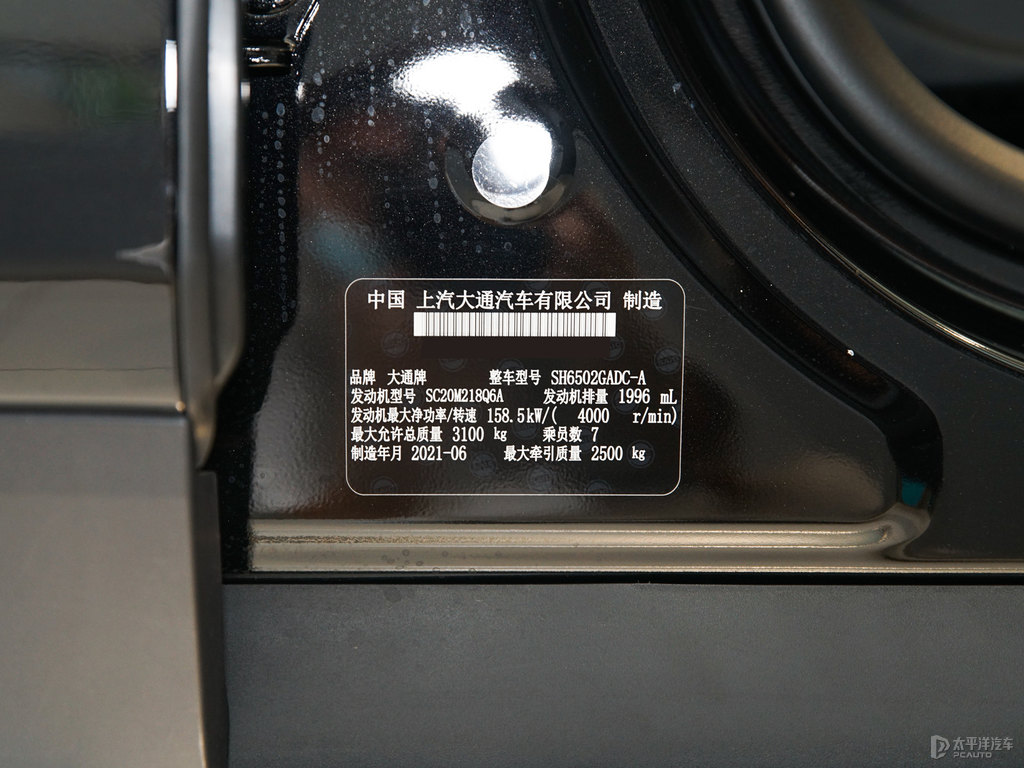 中国 上汽大通汽车有限公司 制造
品牌 大通牌 整车型号 SH6502GADC-A
发动机型号 SC20M218Q6A 发动机排量 1996 mL
发动机最大净功率/转速 158.5kW/( 4000 r/min)
最大允许总质量 3100 kg 乘员数 7
制造年月 2021-06 最大牵引质量 2500 kg
太平洋汽车
PCAUTO